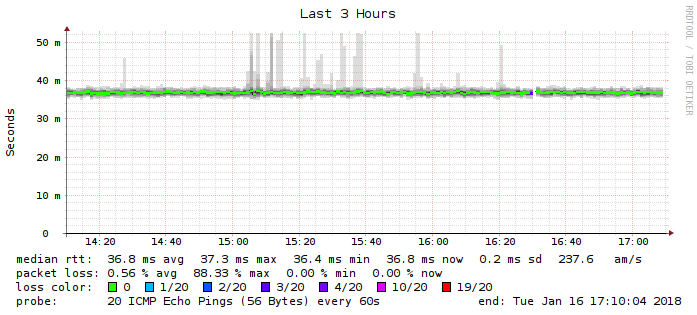 Last 3 Hours
RRDTOOL / TOBI OETIKER
Seconds
50 m
40 m
30 m
20 m
10 m
0
14:20 14:40 15:00 15:20 15:40 16:00 16:20 16:40 17:00
median rtt: 36.8 ms avg 37.3 ms max 36.4 ms min 36.8 ms now 0.2 ms sd 237.6 am/s
packet loss: 0.56 % avg 88.33 % max 0.00 % min 0.00 % now
loss color: 0 1/20 2/20 3/20 4/20 10/20 19/20
probe: 20 ICMP Echo Pings (56 Bytes) every 60s end: Tue Jan 16 17:10:04 2018